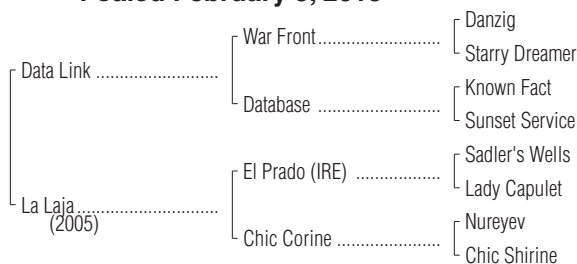 Foaled February
Danzig
War Front
Starry Dreamer
Data Link
Known Fact
Database
Sunset Service
Sadler's Wells
El Prado (IRE)
Lady Capulet
La Laja
(2005)
Nureyev
Chic Corine
Chic Shirine